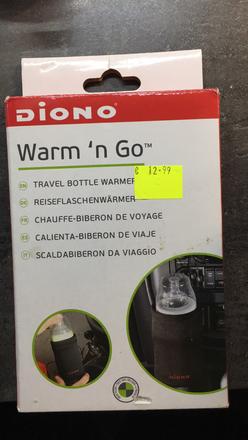 DIONO
Warm 'n Go™
¢ 12.99
EN TRAVEL BOTTLE WARMER
DE REISEFLASCHENWÄRMER
FR CHAUFFE-BIBERON DE VOYAGE
ES CALIENTA-BIBERON DE VIAJE
IT SCALDABIBERON DA VIAGGIO
DIONO